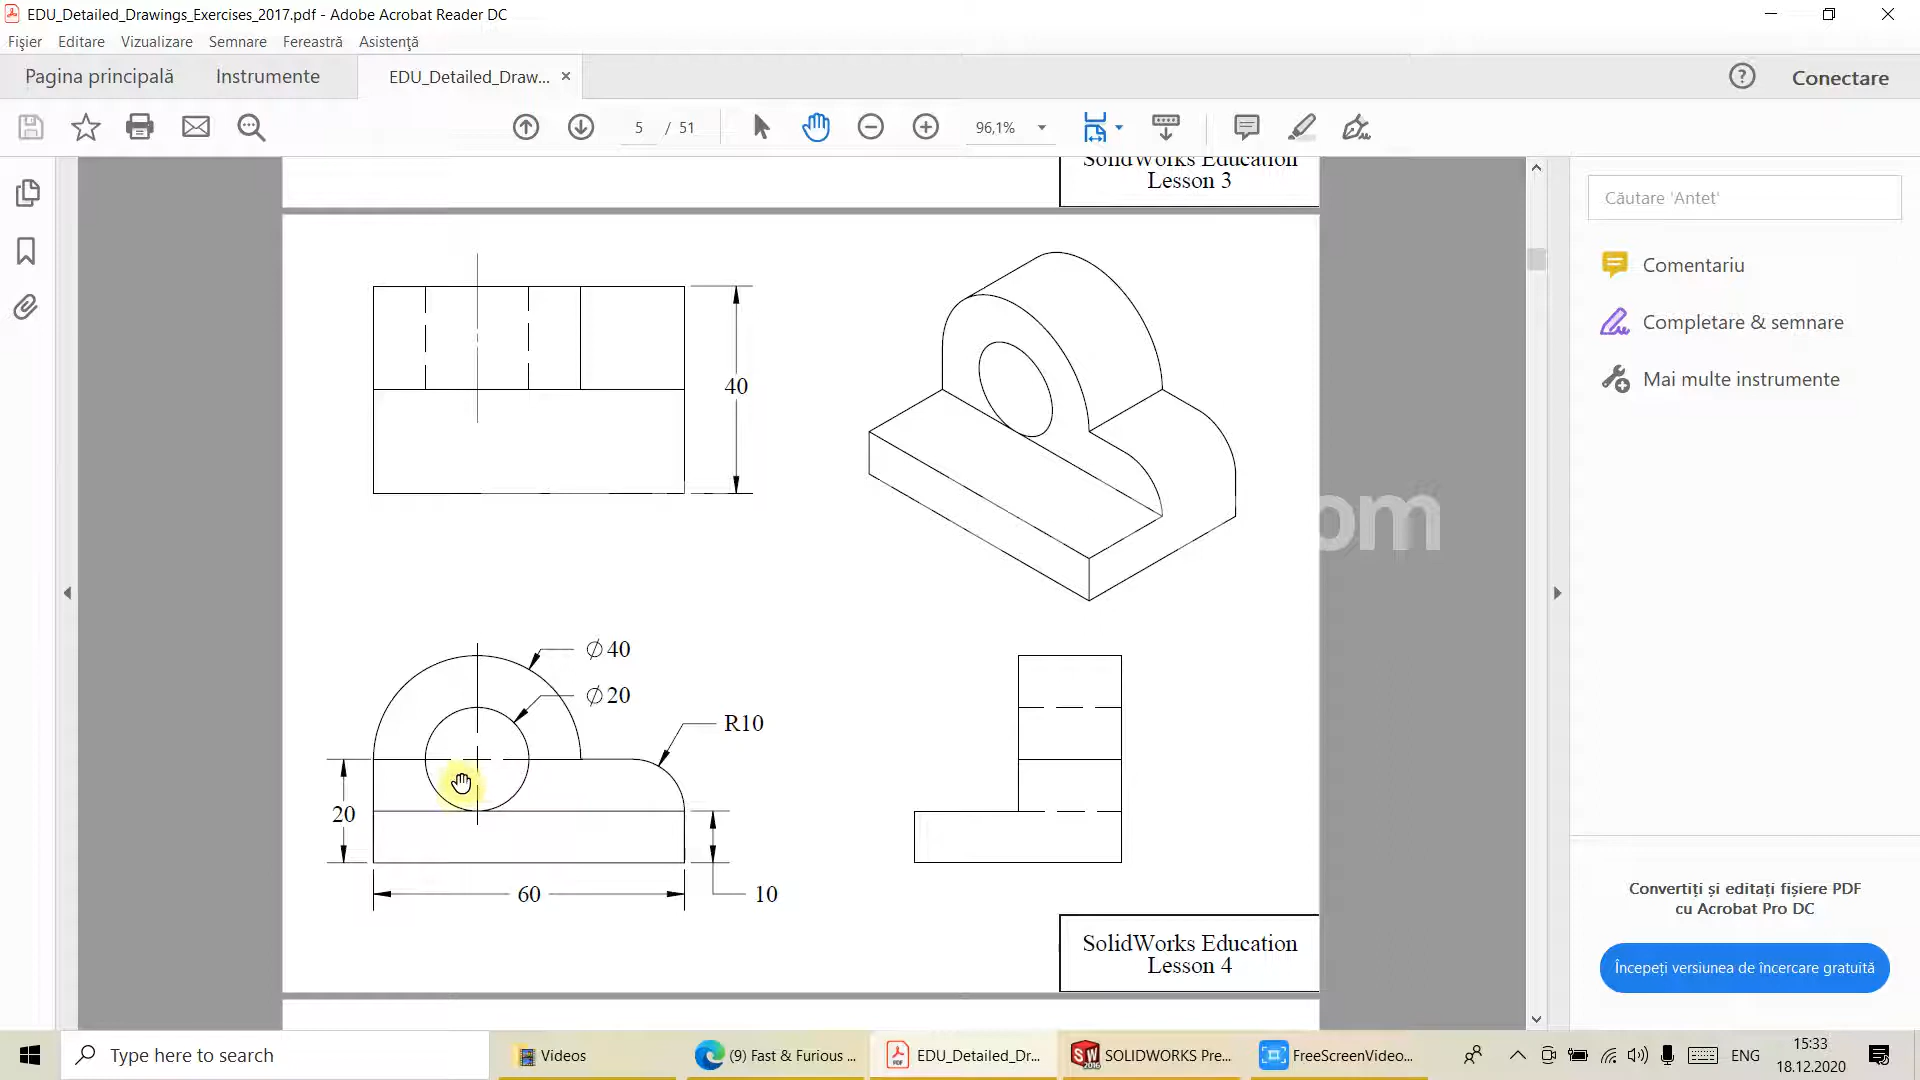 EDU_Detailed_Drawings_Exercises_2017.pdf - Adobe Acrobat Reader DC
Fișier Editare Vizualizare Semnare Fereastră Asistență
Pagina principală Instrumente EDU_Detailed_Draw... × Conectare
5 / 51 96,1%
SolidWorks Education
Lesson 3
Căutare 'Antet'
Comentariu
Completare & semnare
Mai multe instrumente
40
om
∅40
∅20
R10
20
60
10
SolidWorks Education
Lesson 4
Convertiți și editați fișiere PDF
cu Acrobat Pro DC
Începeți versiunea de încercare gratuită
Type here to search
Videos
(9) Fast & Furious ...
EDU_Detailed_Dr...
SOLIDWORKS Pre...
FreeScreenVideo...
ENG
15:33
18.12.2020